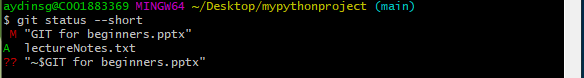 aydinsg@C001883369 MINGW64 ~/Desktop/mypythonproject (main)
$ git status --short
 M "GIT for beginners.pptx"
A  lectureNotes.txt
?? "~$GIT for beginners.pptx"